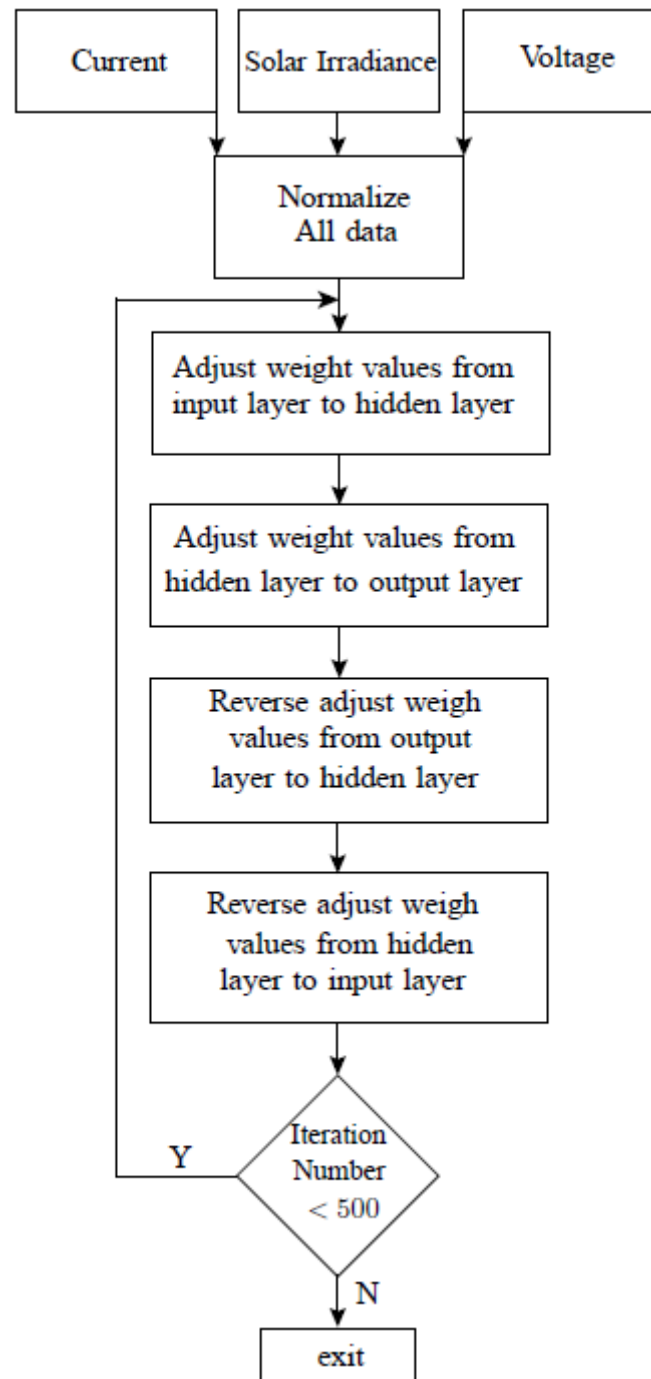 Current
Solar Irradiance
Voltage
Normalize
All data
Adjust weight values from
input layer to hidden layer
Adjust weight values from
hidden layer to output layer
Reverse adjust weigh
values from output
layer to hidden layer
Reverse adjust weigh
values from hidden
layer to input layer
Iteration
Number
< 500
Y
N
exit